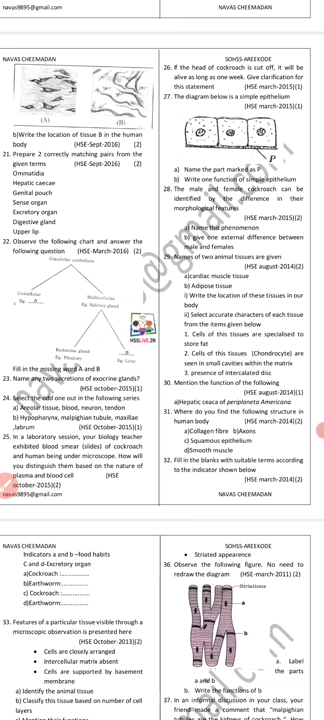 navas9895@gmail.com NAVAS CHEEMADAN
NAVAS CHEEMADAN
(A) (B)
b)Write the location of tissue B in the human
body (HSE-Sept-2016) (2)
21. Prepare 2 correctly matching pairs from the
given terms (HSE-Sept-2016) (2)
Ommatidia
Hepatic caecae
Genital pouch
Sense organ
Excretory organ
Digestive gland
Upper lip
22. Observe the following chart and answer the
following question (HSE-March-2016) (2)
Glandular epithelium
Unicellular
Eg. A
Multicellular
Eg. Salivary gland
Endocrine gland
Eg. Pituitary
B
Eg. Liver
Fill in the missing word A and B
23. Name any two secretions of exocrine glands?
(HSE october-2015)(1)
24. Select the odd one out in the following series
a) Areolar tissue, blood, neuron, tendon
b) Hypopharynx, malpighian tubule, maxillae
,labrum (HSE October-2015)(1)
25. In a laboratory session, your biology teacher
exhibited blood smear (slides) of cockroach
and human being under microscope. How will
you distinguish them based on the nature of
plasma and blood cell (HSE
october-2015)(2)
navas9895@gmail.com
SOHSS-AREEKODE
26. If the head of cockroach is cut off, it will be
alive as long as one week. Give clarification for
this statement (HSE march-2015)(1)
27. The diagram below is a simple epithelium
(HSE march-2015)(1)
P
a) Name the part marked as P
b) Write one function of simple epithelium
28. The male and female cockroach can be
identified by the difference in their
morphological features
(HSE march-2015)(2)
a) Name this phenomenon
b) give one external difference between
male and females
29. Names of two animal tissues are given
(HSE august-2014)(2)
a)cardiac muscle tissue
b) Adipose tissue
i) Write the location of these tissues in our
body
ii) Select accurate characters of each tissue
from the items given below
1. Cells of this tissues are specialised to
store fat
2. Cells of this tissues (Chondrocyte) are
seen in small cavities within the matrix
3. presence of intercalated disc
30. Mention the function of the following
(HSE august-2014)(1)
a)Hepatic ceaca of periplaneta Americana
31. Where do you find the following structure in
human body (HSE march-2014)(2)
a)Collagen fibre b)Axons
c) Squamous epithelium
d)Smooth muscle
32. Fill in the blanks with suitable terms according
to the indicator shown below
(HSE march-2014)(2)
NAVAS CHEEMADAN
HSSLIVE.IN
@gmail.com
NAVAS CHEEMADAN
Indicators a and b –food habits
C and d-Excretory organ
a)Cockroach :................
b)Earthworm:...............
c) Cockroach :................
d)Earthworm:...............
33. Features of a particular tissue visible through a
microscopic observation is presented here
(HSE October-2013)(2)
• Cells are closely arranged
• Intercellular matrix absent
• Cells are supported by basement
membrane
a) Identify the animal tissue
b) Classify this tissue based on number of cell
layers
SOHSS-AREEKODE
• Striated appearance
36. Observe the following figure. No need to
redraw the diagram (HSE-march-2011) (2)
Striations
a
b
a. Label
the parts
a and b
b. Write the functions of b
37. In an informal discussion in your class, your
friend made a comment that "malpighian